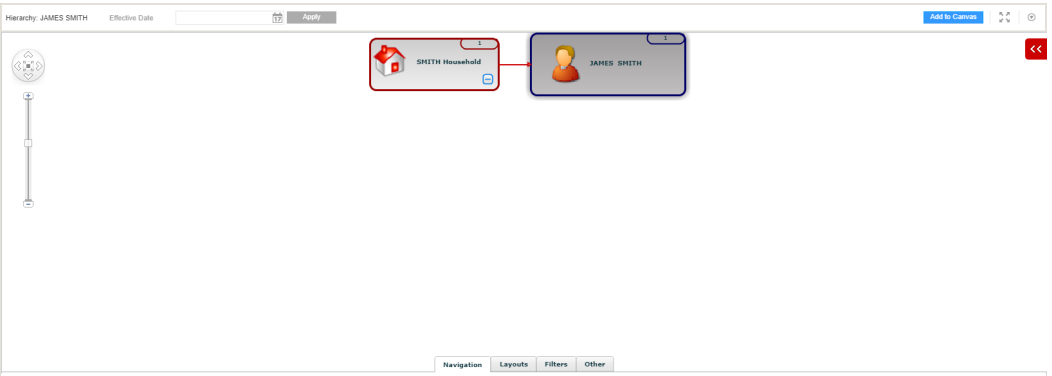 Hierarchy: JAMES SMITH Effective Date 17 Apply Add to Canvas
1 1
SMITH Household JAMES SMITH
Navigation Layouts Filters Other